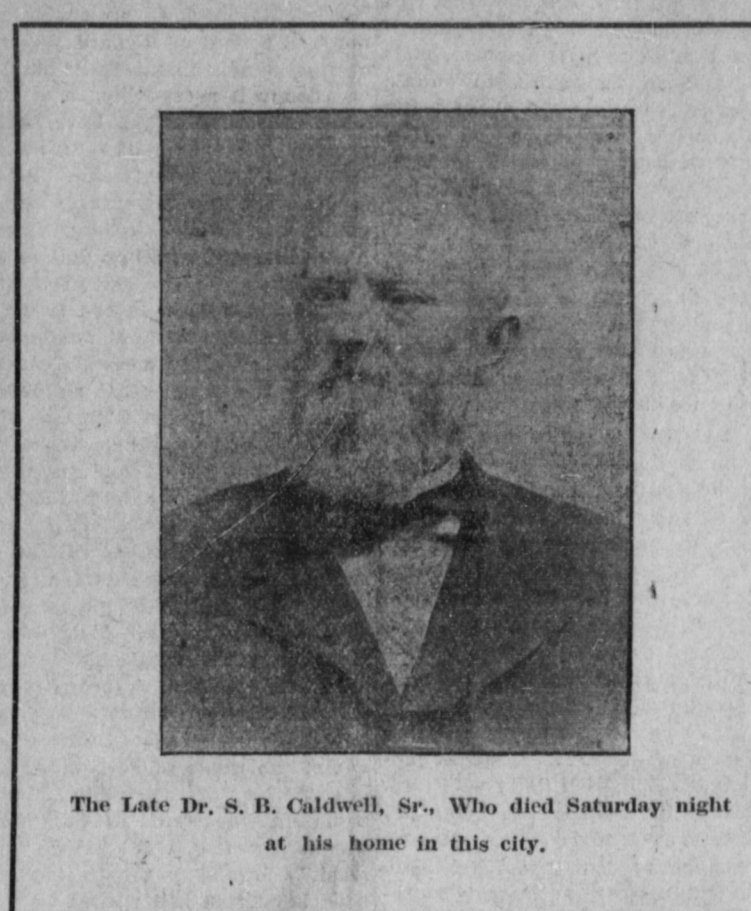 The Late Dr. S. B. Caldwell, Sr., Who died Saturday night
at his home in this city.